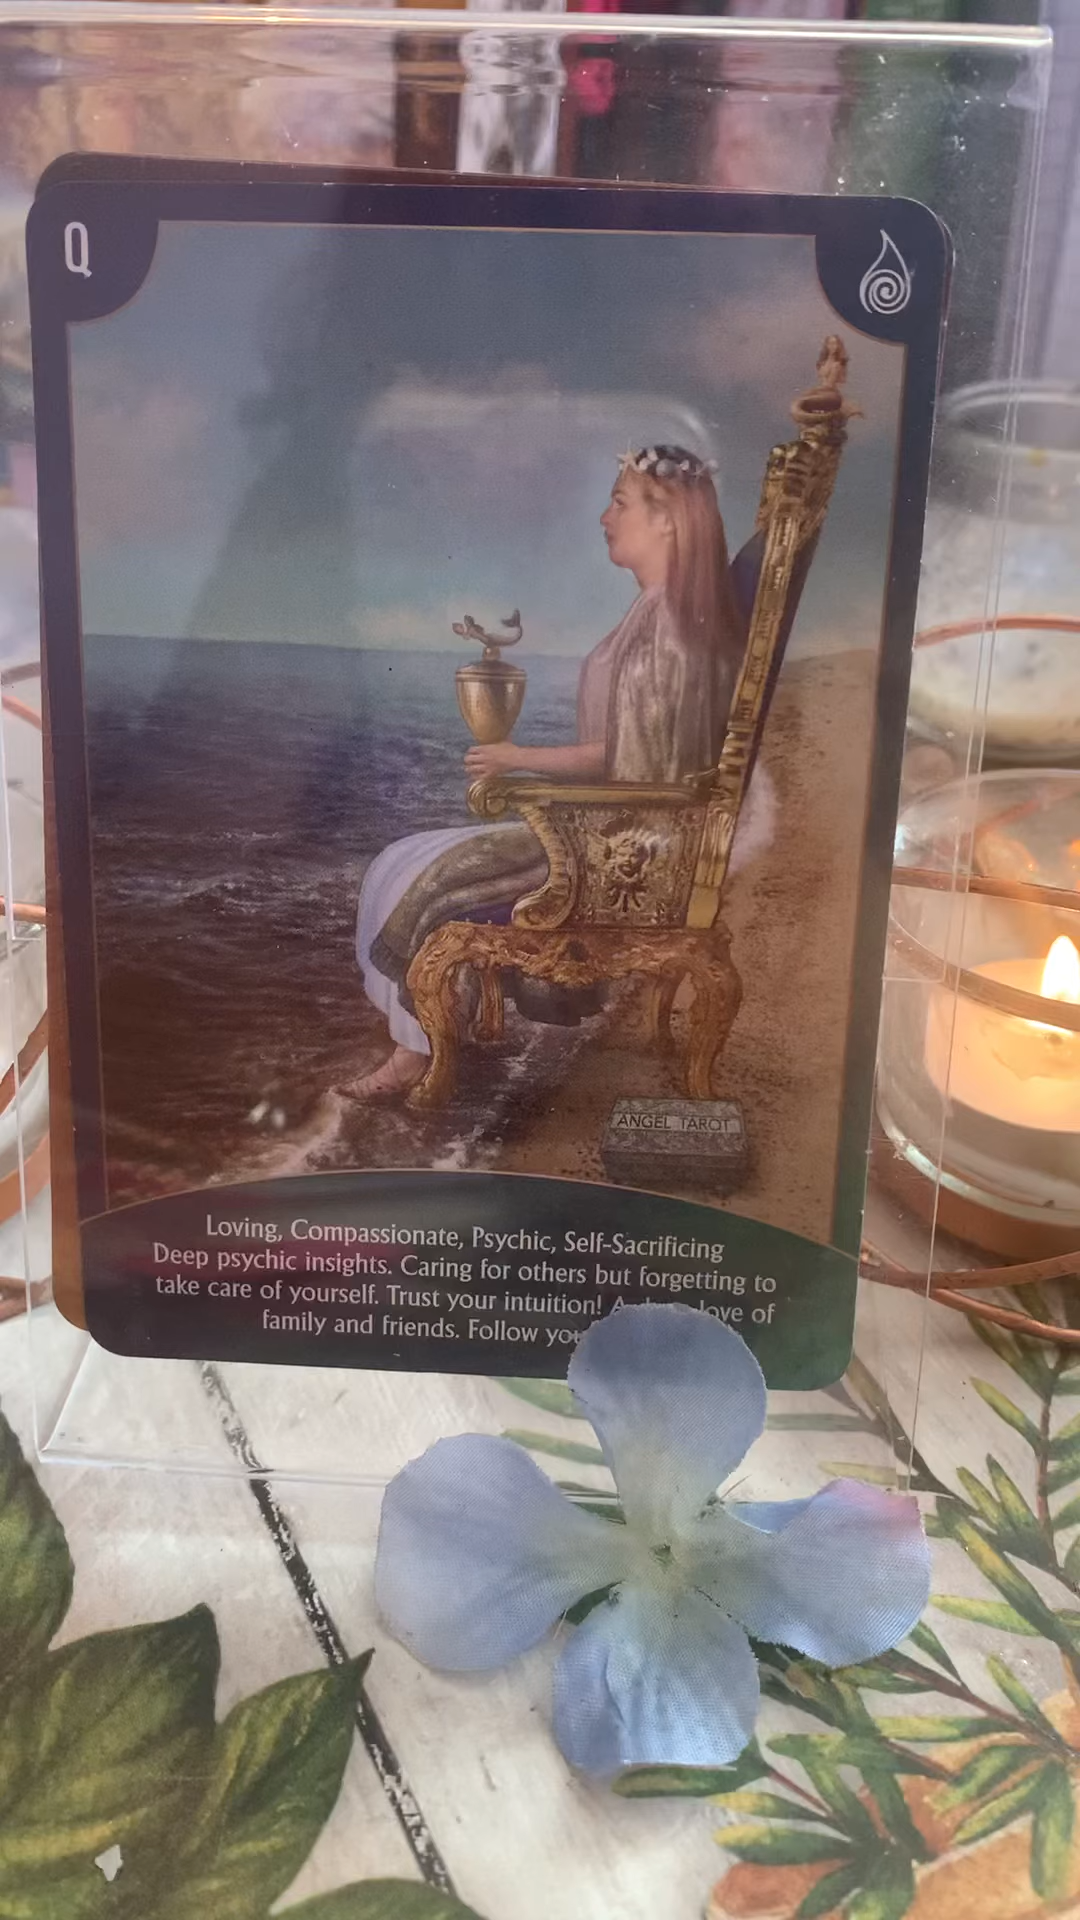 Q
ANGEL TAROT
Loving, Compassionate, Psychic, Self-Sacrificing
Deep psychic insights. Caring for others but forgetting to
take care of yourself. Trust your intuition! of
family and friends. Follow